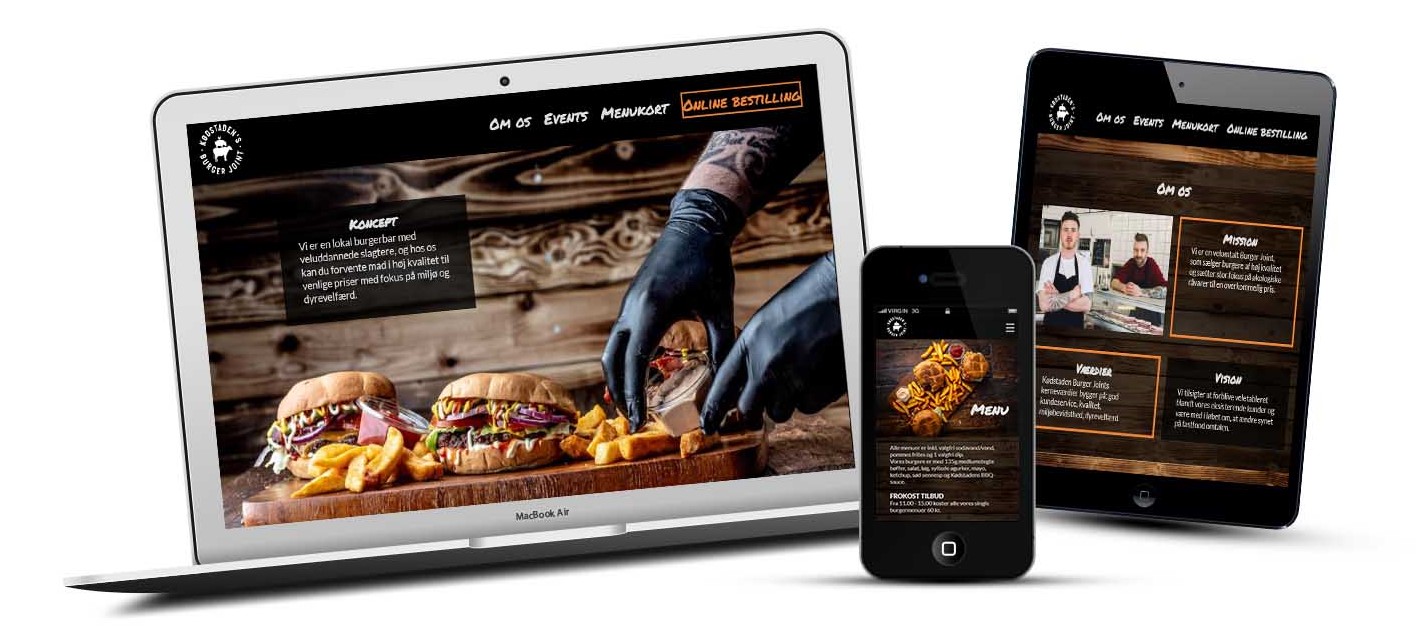 KØDSTADEN'S
BURGER JOINT
OM OS EVENTS MENUKORT ONLINE BESTILLING
KONCEPT
Vi er en lokal burgerbar med
veluddannede slagtere, og hos os
kan du forvente mad i høj kvalitet til
venlige priser med fokus på miljø og
dyrevelfærd.
MacBook Air
VIRGIN 3G
KØDSTADEN'S
BURGER JOINT
MENU
Alle menuer er inkl. valgfri sodavand/vand,
pommes frites og 1 valgfri dip.
Vores burgere er med 135g mediumstegte
bøffer, salat, løg, syltede agurker, mayo,
ketchup, sød sennep og Kødstadens BBQ
sauce.
FROKOST TILBUD
Fra 11.00 - 15.00 koster alle vores single
burgermenuer 60 kr.
KØDSTADEN'S
BURGER JOINT
OM OS EVENTS MENUKORT ONLINE BESTILLING
OM OS
MISSION
Vi er en velomtalt Burger Joint,
som sælger burgere af høj kvalitet
og sætter stor fokus på økologiske
råvarer til en overkommelig pris.
VÆRDIER
Kødstaden Burger Joints
kerneværdier bygger på: god
kundeservice, kvalitet,
miljøbevidsthed, dyrevelfærd.
VISION
Vi tilsigter at forblive veletableret
blandt vores eksisterende kunder og
være med i løbet om, at ændre synet
på fastfood omtalen.